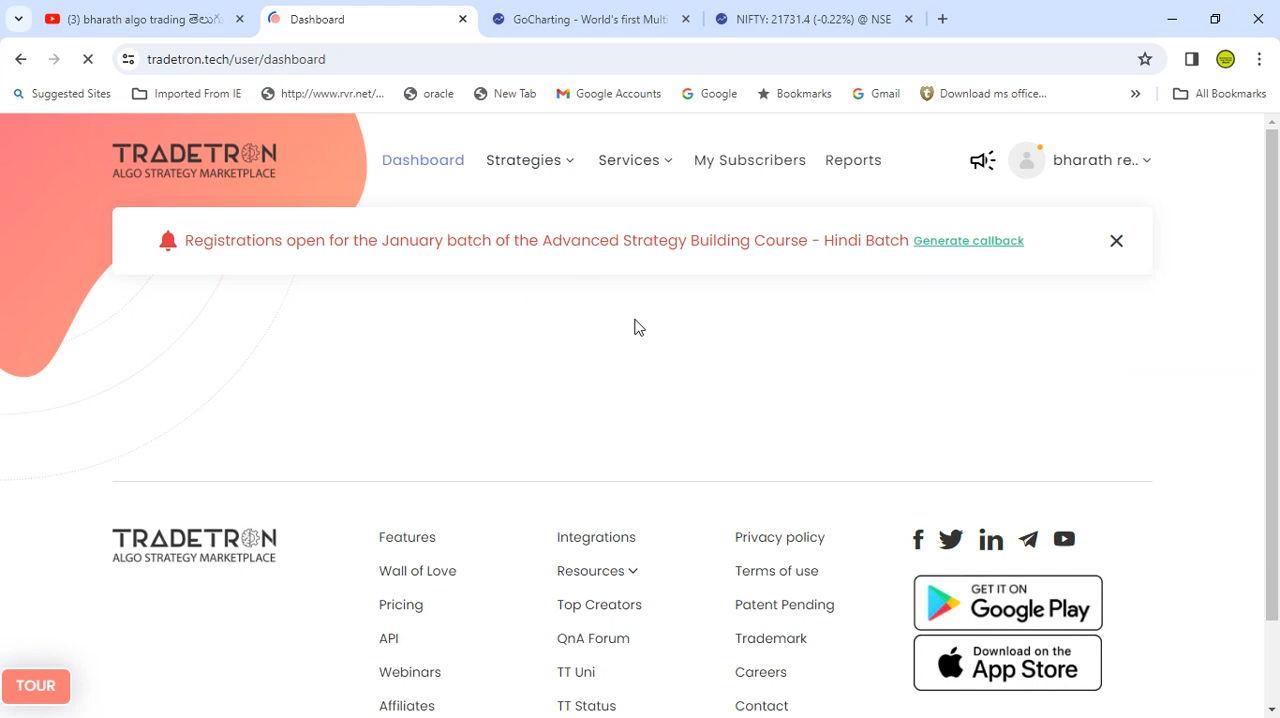 (3) bharath algo trading తెలుగు
Dashboard
GoCharting - World's first Multi
NIFTY: 21731.4 (-0.22%) @ NSE
tradetron.tech/user/dashboard
Suggested Sites
Imported From IE
http://www.rvr.net/...
oracle
New Tab
Google Accounts
Google
Bookmarks
Gmail
Download ms office...
»
All Bookmarks
TRADETRON
ALGO STRATEGY MARKETPLACE
Dashboard
Strategies
Services
My Subscribers
Reports
bharath re..
Registrations open for the January batch of the Advanced Strategy Building Course - Hindi Batch Generate callback
TRADETRON
ALGO STRATEGY MARKETPLACE
Features
Wall of Love
Pricing
API
Webinars
Affiliates
Integrations
Resources
Top Creators
QnA Forum
TT Uni
TT Status
Privacy policy
Terms of use
Patent Pending
Trademark
Careers
Contact
GET IT ON
Google Play
Download on the
App Store
TOUR